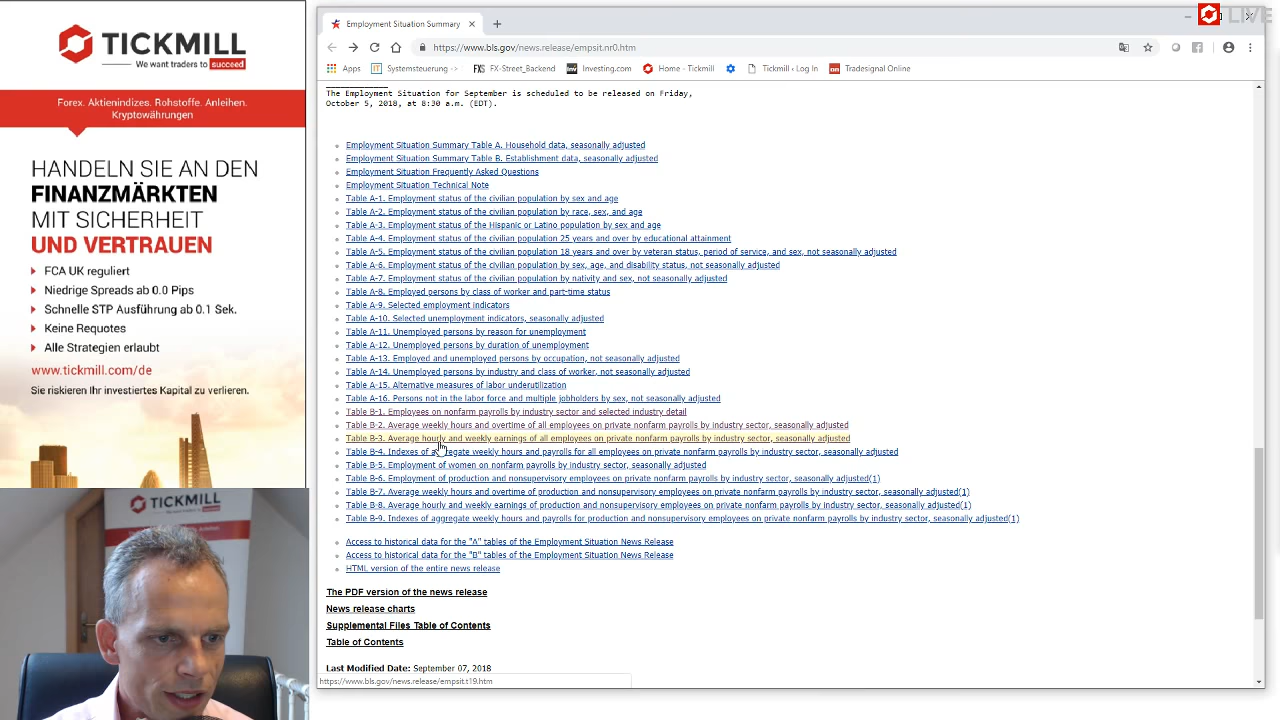 TICKMILL
We want traders to succeed
Forex. Aktienindizes. Rohstoffe. Anleihen.
Kryptowährungen
HANDELN SIE AN DEN
FINANZMÄRKTEN
MIT SICHERHEIT
UND VERTRAUEN
FCA UK reguliert
Niedrige Spreads ab 0.0 Pips
Schnelle STP Ausführung ab 0.1 Sek.
Keine Requotes
Alle Strategien erlaubt
www.tickmill.com/de
Sie riskieren Ihr investiertes Kapital zu verlieren.
TICKMILL
Employment Situation Summary
LIVE
https://www.bls.gov/news.release/empsit.nr0.htm
Apps
Systemsteuerung ->
FXS FX-Street_Backend
inv Investing.com
Home - Tickmill
Tickmill ‹ Log In
Tradesignal Online
The Employment Situation for September is scheduled to be released on Friday,
October 5, 2018, at 8:30 a.m. (EDT).
Employment Situation Summary Table A. Household data, seasonally adjusted
Employment Situation Summary Table B. Establishment data, seasonally adjusted
Employment Situation Frequently Asked Questions
Employment Situation Technical Note
Table A-1. Employment status of the civilian population by sex and age
Table A-2. Employment status of the civilian population by race, sex, and age
Table A-3. Employment status of the Hispanic or Latino population by sex and age
Table A-4. Employment status of the civilian population 25 years and over by educational attainment
Table A-5. Employment status of the civilian population 18 years and over by veteran status, period of service, and sex, not seasonally adjusted
Table A-6. Employment status of the civilian population by sex, age, and disability status, not seasonally adjusted
Table A-7. Employment status of the civilian population by nativity and sex, not seasonally adjusted
Table A-8. Employed persons by class of worker and part-time status
Table A-9. Selected employment indicators
Table A-10. Selected unemployment indicators, seasonally adjusted
Table A-11. Unemployed persons by reason for unemployment
Table A-12. Unemployed persons by duration of unemployment
Table A-13. Employed and unemployed persons by occupation, not seasonally adjusted
Table A-14. Unemployed persons by industry and class of worker, not seasonally adjusted
Table A-15. Alternative measures of labor underutilization
Table A-16. Persons not in the labor force and multiple jobholders by sex, not seasonally adjusted
Table B-1. Employees on nonfarm payrolls by industry sector and selected industry detail
Table B-2. Average weekly hours and overtime of all employees on private nonfarm payrolls by industry sector, seasonally adjusted
Table B-3. Average hourly and weekly earnings of all employees on private nonfarm payrolls by industry sector, seasonally adjusted
Table B-4. Indexes of aggregate weekly hours and payrolls for all employees on private nonfarm payrolls by industry sector, seasonally adjusted
Table B-5. Employment of women on nonfarm payrolls by industry sector, seasonally adjusted
Table B-6. Employment of production and nonsupervisory employees on private nonfarm payrolls by industry sector, seasonally adjusted(1)
Table B-7. Average weekly hours and overtime of production and nonsupervisory employees on private nonfarm payrolls by industry sector, seasonally adjusted(1)
Table B-8. Average hourly and weekly earnings of production and nonsupervisory employees on private nonfarm payrolls by industry sector, seasonally adjusted(1)
Table B-9. Indexes of aggregate weekly hours and payrolls for production and nonsupervisory employees on private nonfarm payrolls by industry sector, seasonally adjusted(1)
Access to historical data for the "A" tables of the Employment Situation News Release
Access to historical data for the "B" tables of the Employment Situation News Release
HTML version of the entire news release
The PDF version of the news release
News release charts
Supplemental Files Table of Contents
Table of Contents
Last Modified Date: September 07, 2018
https://www.bls.gov/news.release/empsit.t19.htm